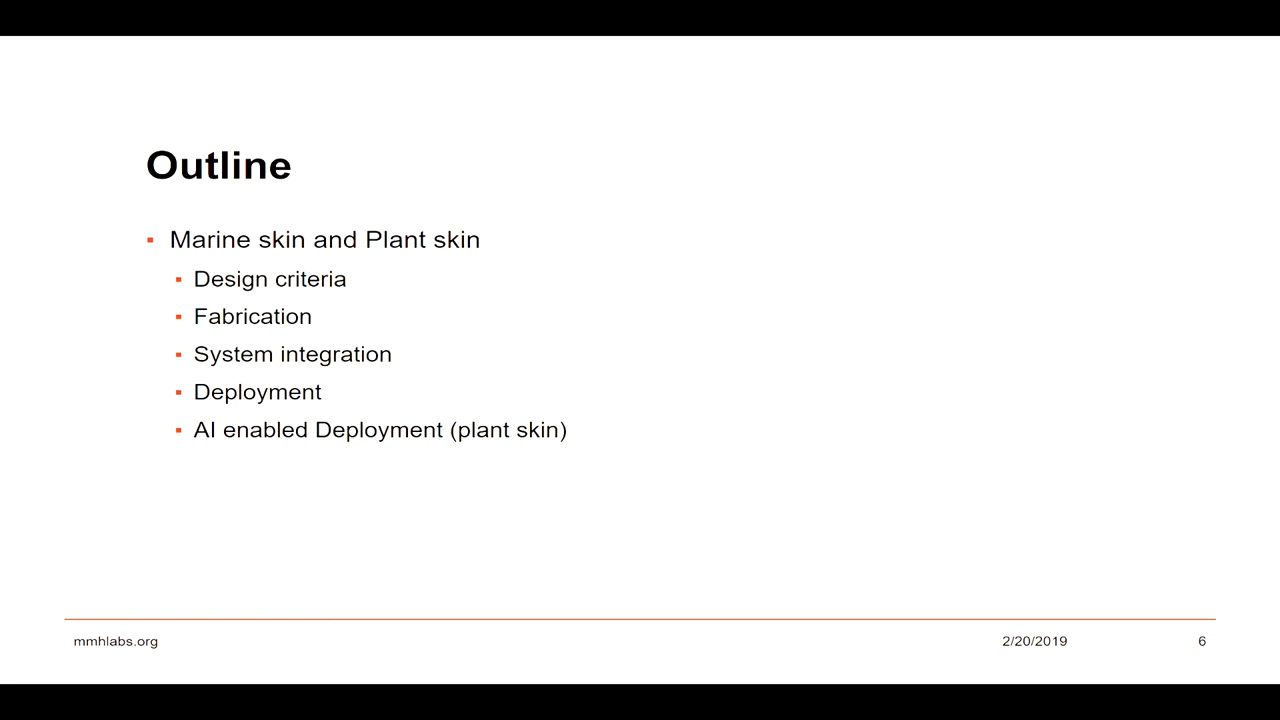 Outline
▪ Marine skin and Plant skin
▪ Design criteria
▪ Fabrication
▪ System integration
▪ Deployment
▪ AI enabled Deployment (plant skin)
mmhlabs.org 2/20/2019 6